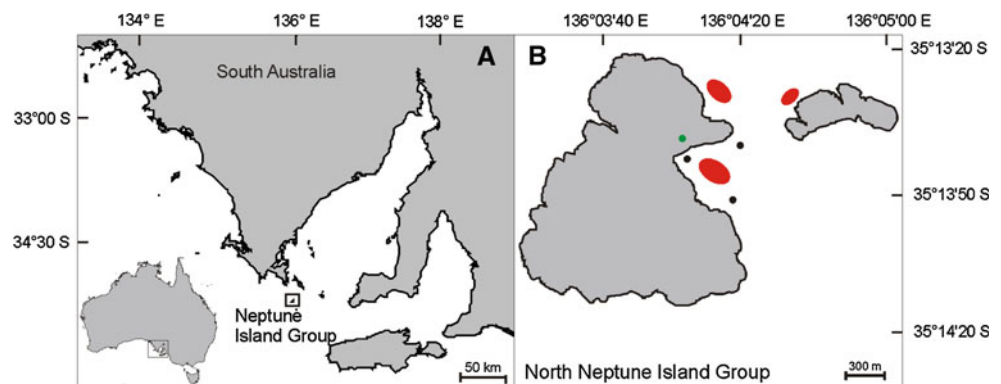 134° E
136° E
138° E
136°03'40 E
136°04'20 E
136°05'00 E
South Australia
A
B
35°13'20 S
33°00 S
35°13'50 S
34°30 S
Neptune
Island Group
35°14'20 S
50 km
North Neptune Island Group
300 m